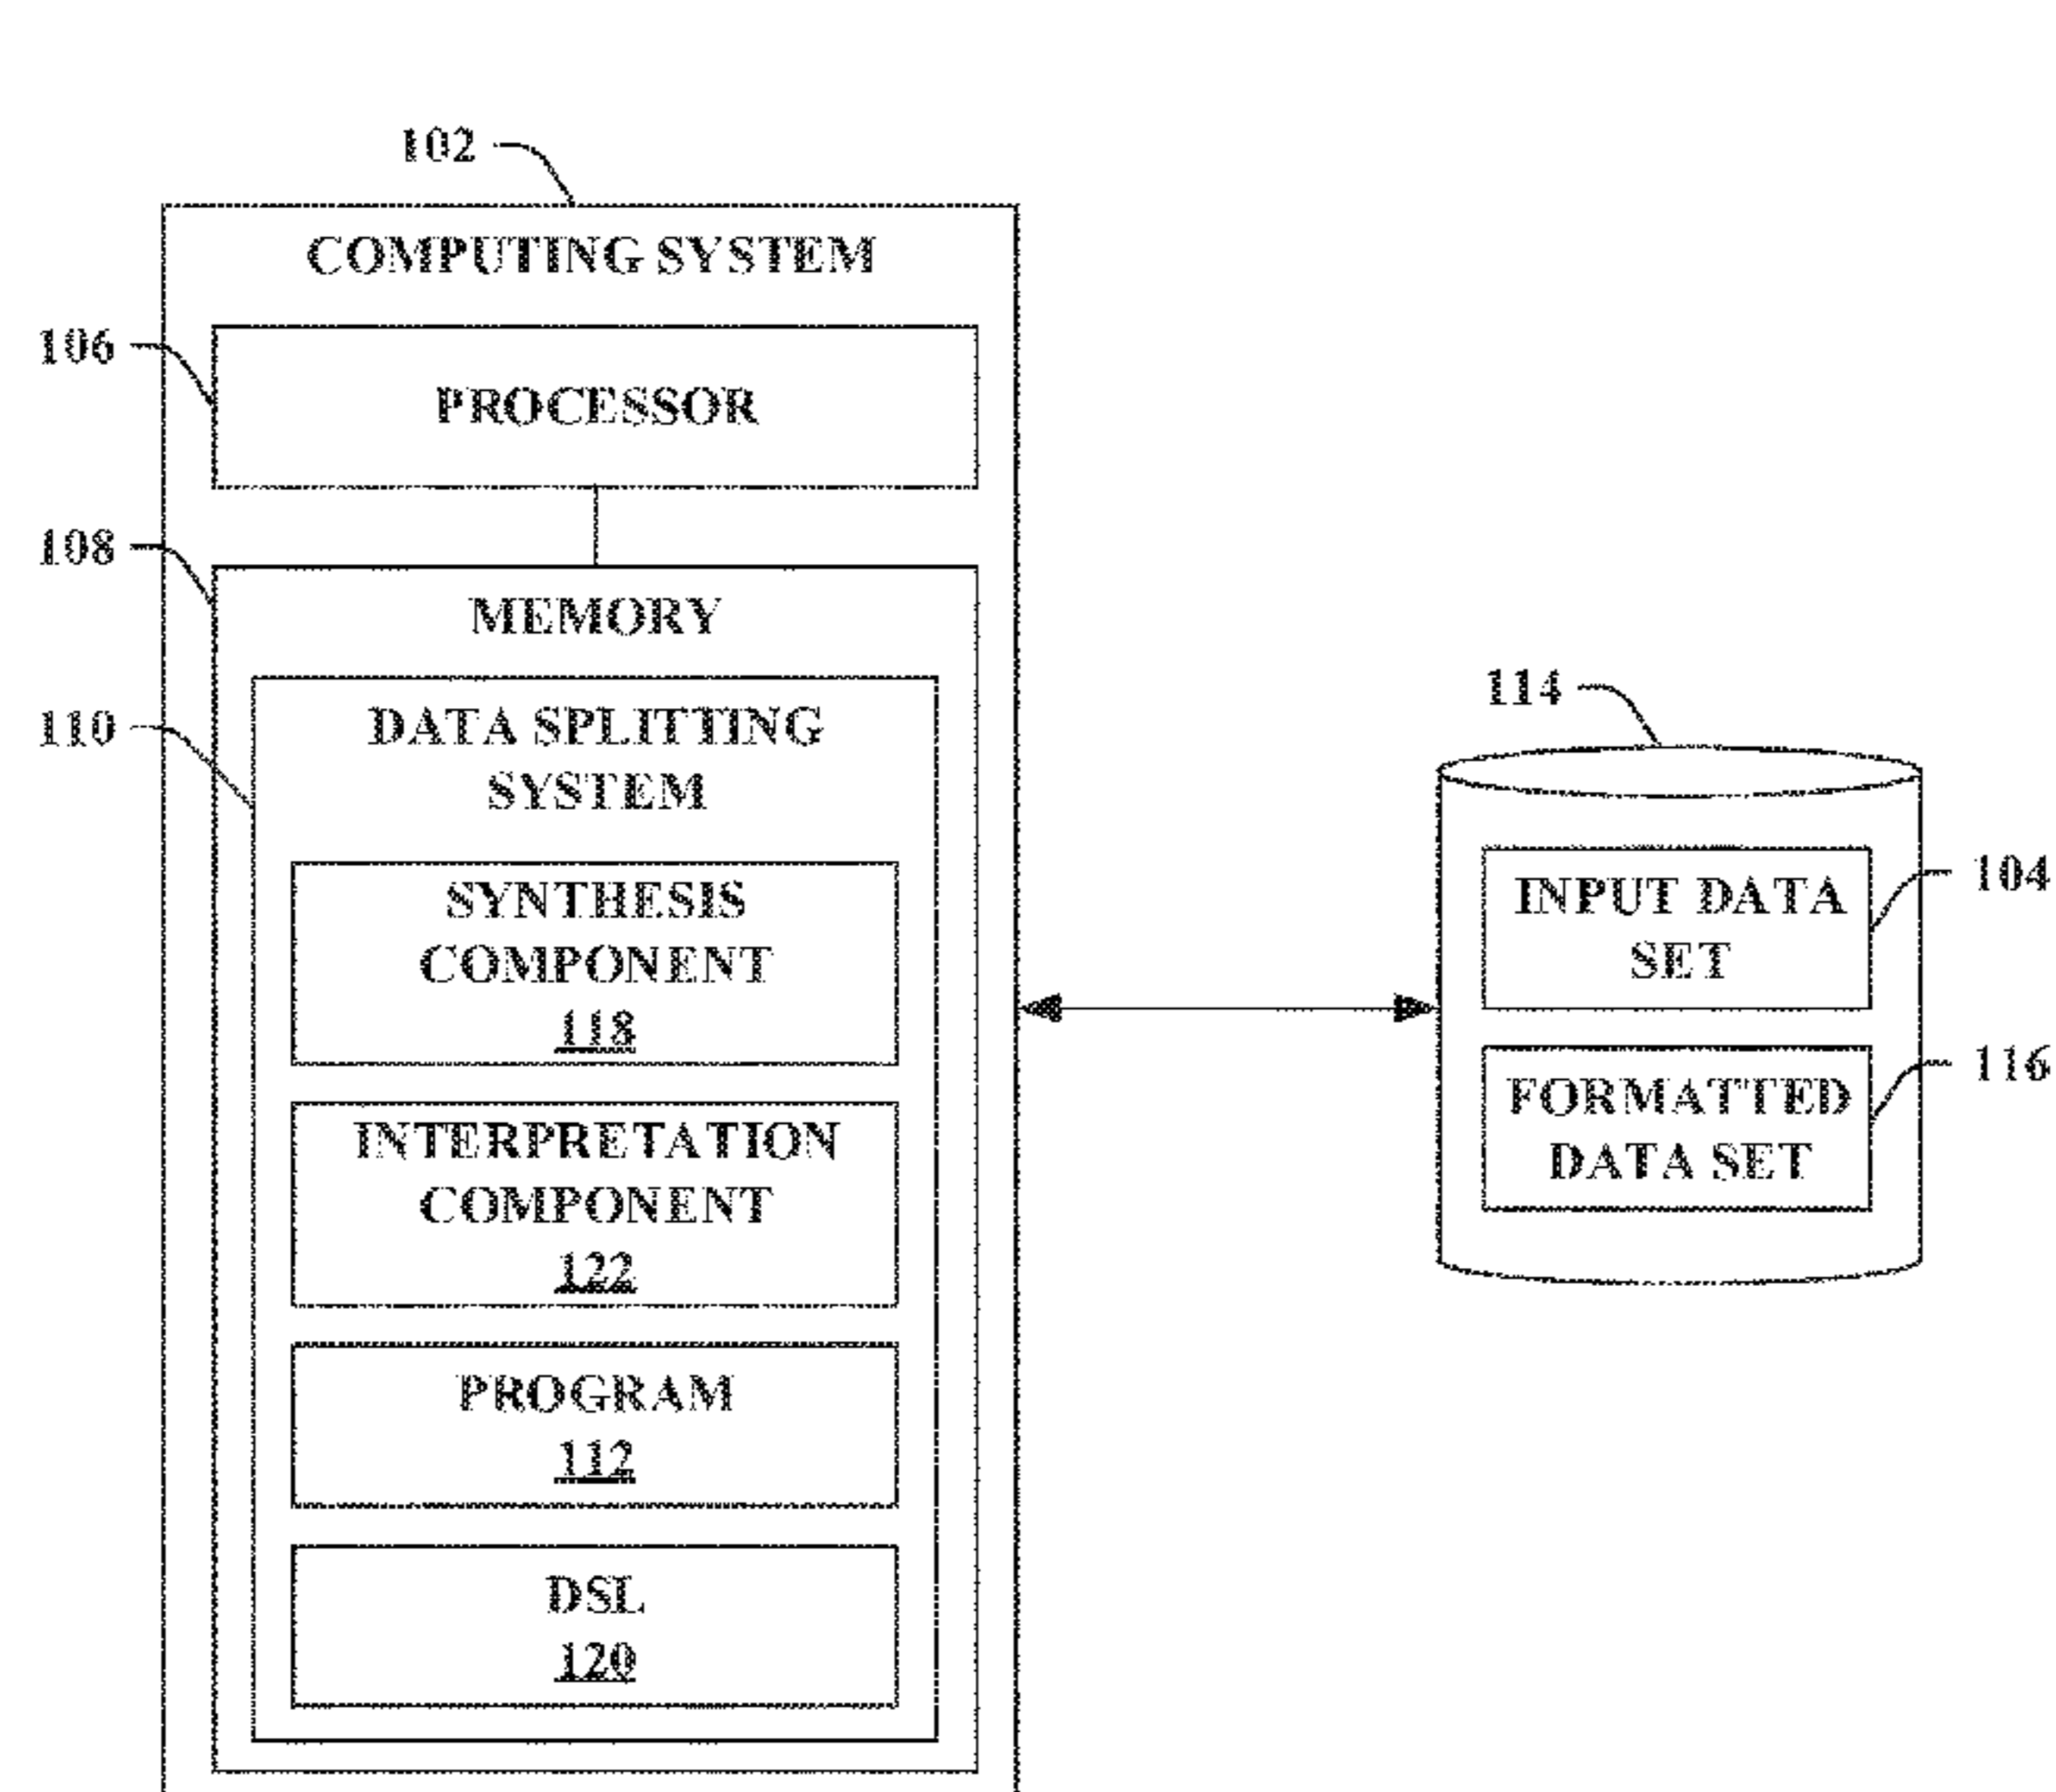 102
COMPUTING SYSTEM
106
PROCESSOR
108
MEMORY
110
DATA SPLITTING
SYSTEM
SYNTHESIS
COMPONENT
118
INTERPRETATION
COMPONENT
122
PROGRAM
112
DSL
120
114
INPUT DATA
SET
104
FORMATTED
DATA SET
116